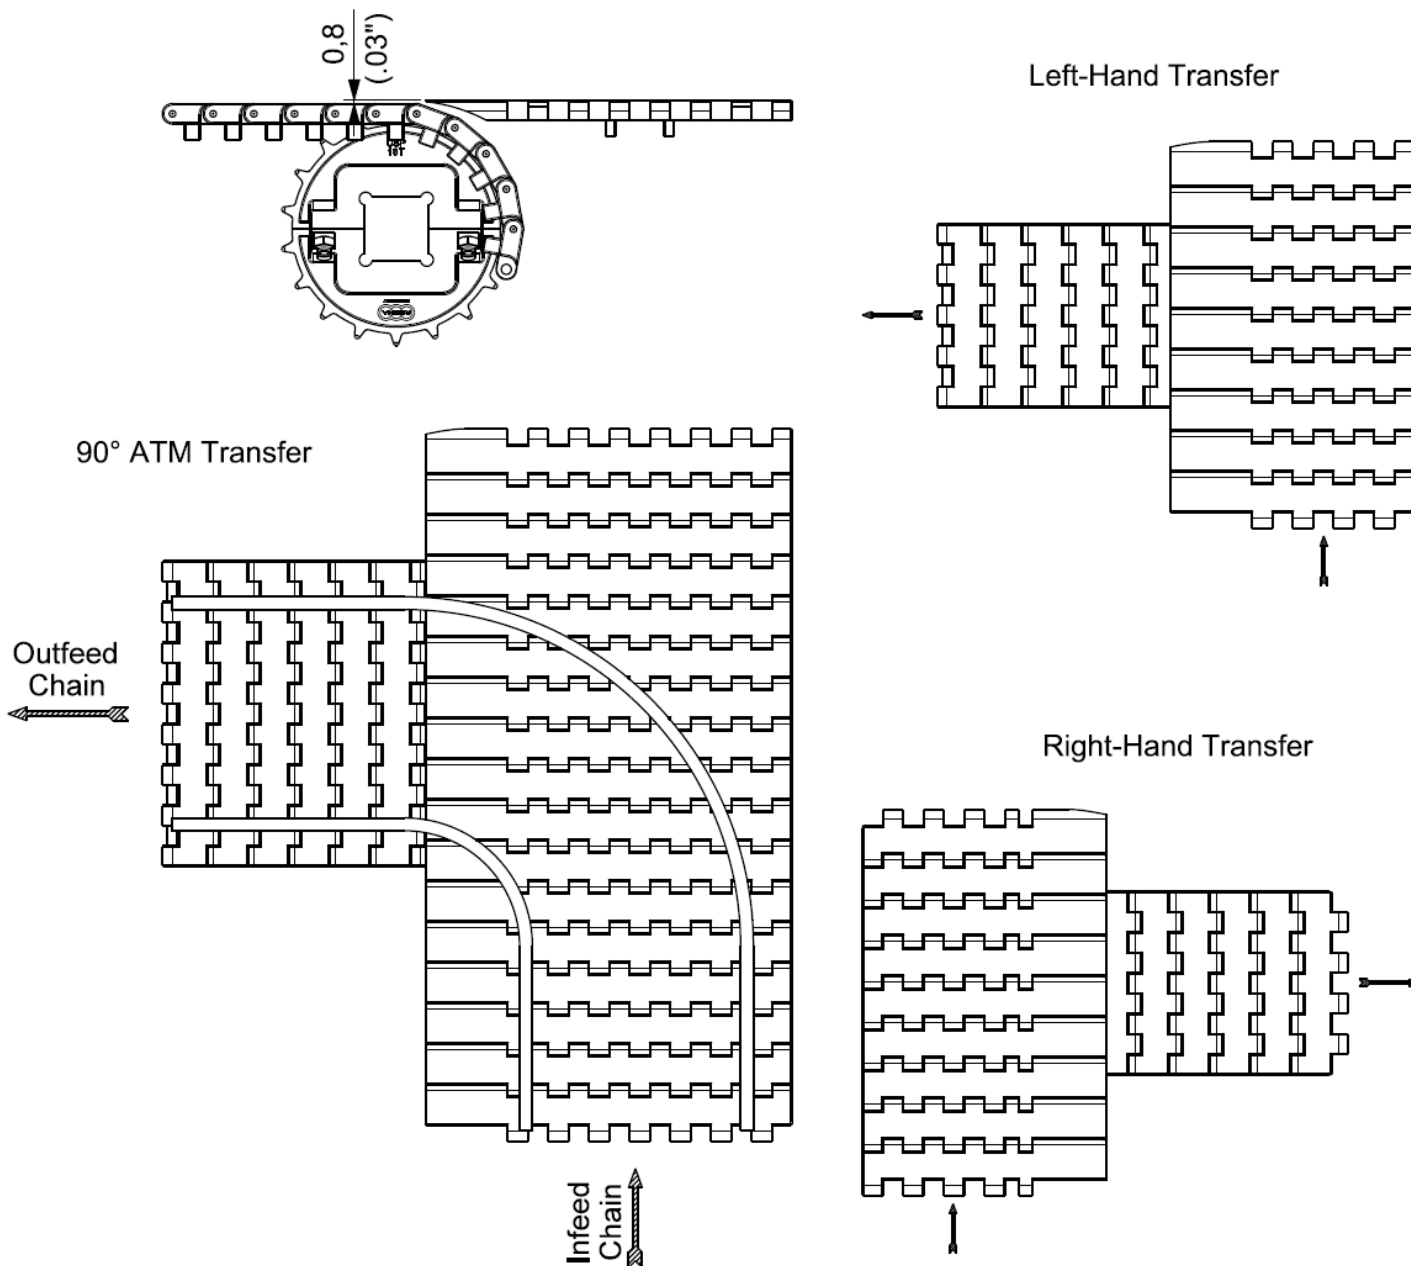 0,8
(.03")
Left-Hand Transfer
90° ATM Transfer
Outfeed
Chain
Right-Hand Transfer
Infeed
Chain